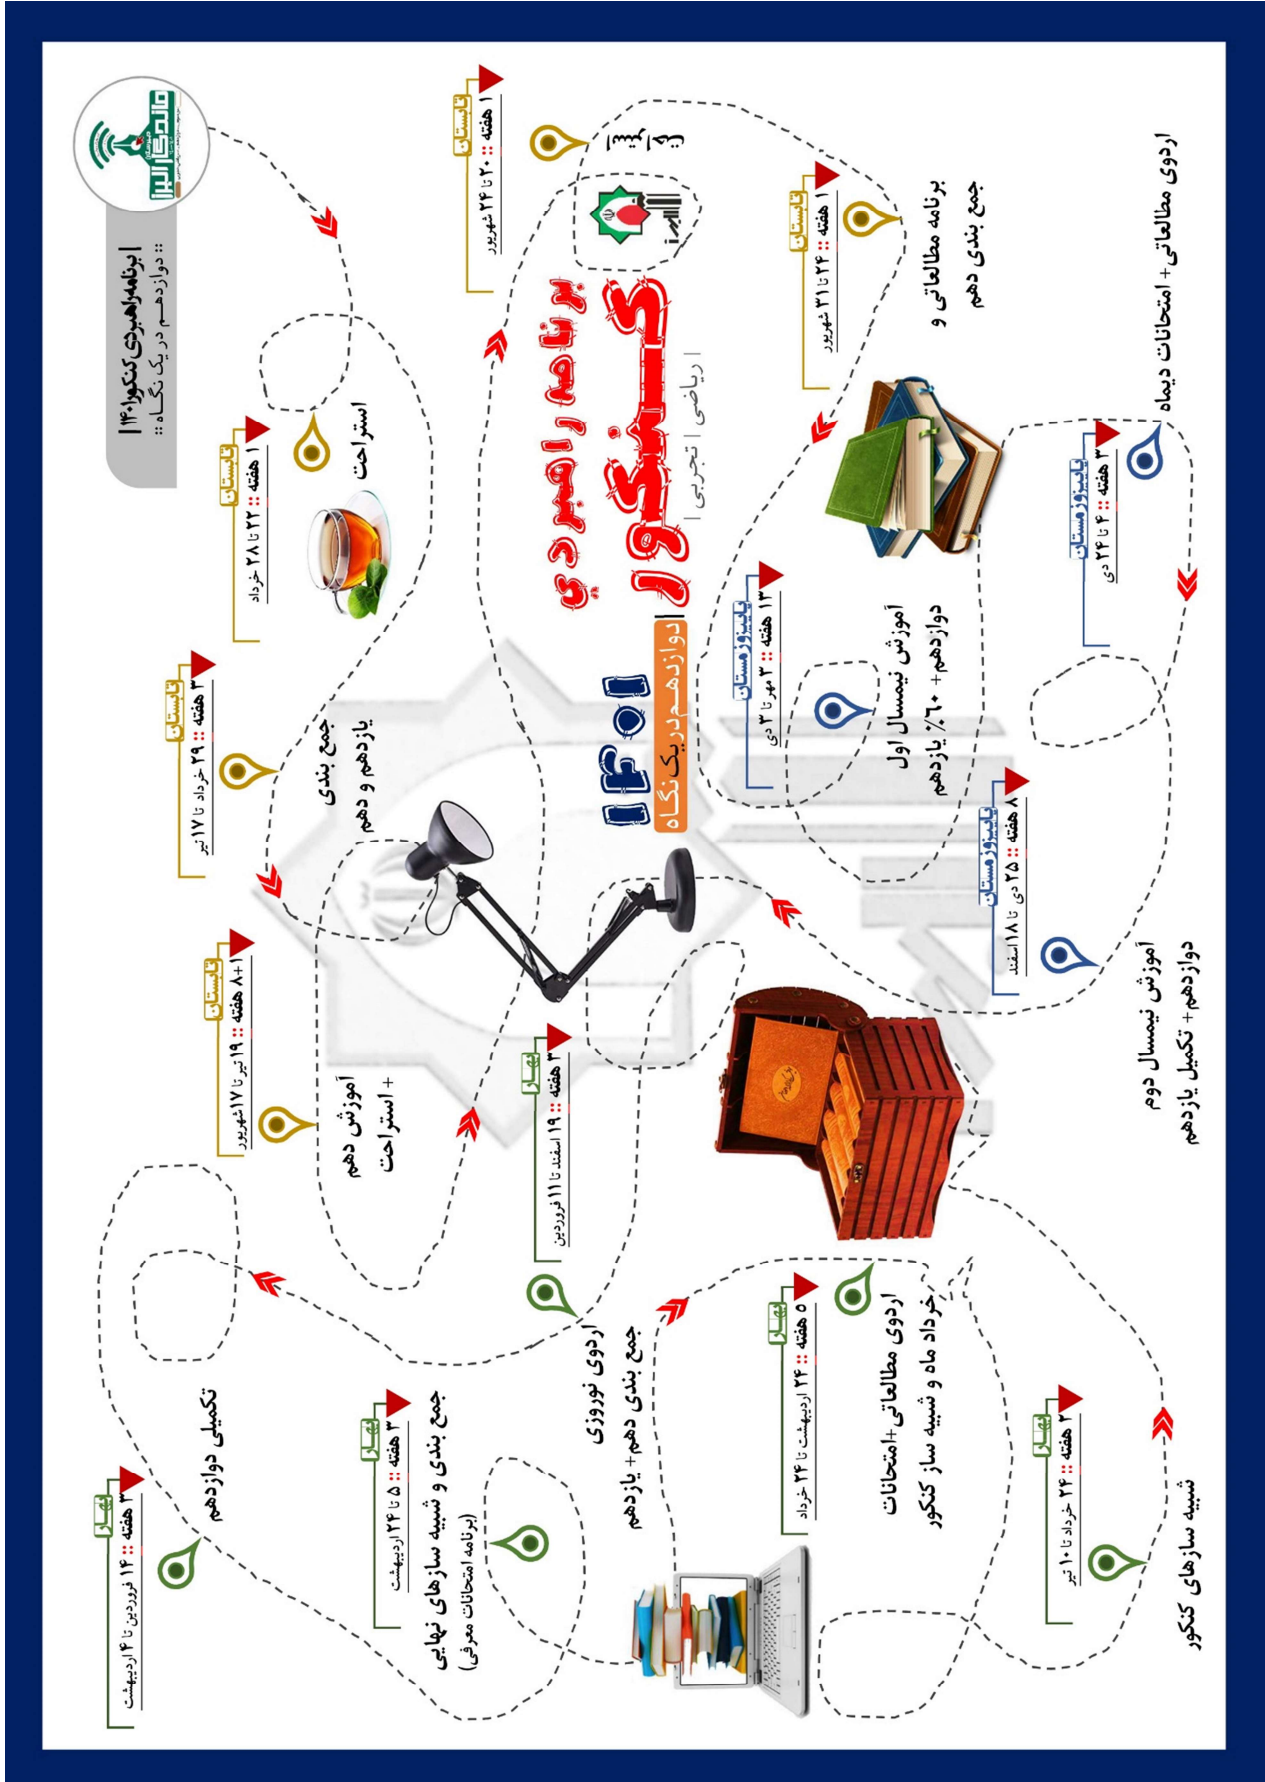 ماندگار البرز
| برنامه راهبردی کنکور ۱۴۰۱ |
:: دوازدهــم در یک نگــاه ::
برنامه راهبردی
کنکور
۱۴۰۱
| ریاضی | تجربی |
دوازدهــم در یک نگــاه
البرز
تابستان
۱ هفته :: ۲۲ تا ۲۸ خرداد
استراحت
تابستان
۳ هفته :: ۲۹ خرداد تا ۱۷ تیر
جمع بندی
یازدهم و دهم
تابستان
۸+۱ هفته :: ۱۹ تیر تا ۱۷ شهریور
آموزش دهم
+ استراحت
تابستان
۱ هفته :: ۲۰ تا ۲۴ شهریور
تابستان
۱ هفته :: ۲۴ تا ۳۱ شهریور
برنامه مطالعاتی و
جمع بندی دهم
پاییز و زمستان
۱۳ هفته :: ۳ مهر تا ۳ دی
آموزش نیمسال اول
دوازدهم + ۶۰٪ یازدهم
پاییز و زمستان
۳ هفته :: ۴ تا ۲۴ دی
اردوی مطالعاتی + امتحانات دیماه
پاییز و زمستان
۸ هفته :: ۲۵ دی تا ۱۸ اسفند
آموزش نیمسال دوم
دوازدهم + تکمیل یازدهم
بهار
۳ هفته :: ۱۹ اسفند تا ۱۱ فروردین
اردوی نوروزی
جمع بندی دهم + یازدهم
بهار
۳ هفته :: ۱۴ فروردین تا ۴ اردیبهشت
تکمیلی دوازدهم
بهار
۳ هفته :: ۵ تا ۲۴ اردیبهشت
جمع بندی و شبیه سازهای نهایی
(برنامه امتحانات معرفی)
بهار
۵ هفته :: ۲۴ اردیبهشت تا ۲۴ خرداد
اردوی مطالعاتی + امتحانات
خرداد ماه و شبیه ساز کنکور
بهار
۲ هفته :: ۲۴ خرداد تا ۱۰ تیر
شبیه سازهای کنکور